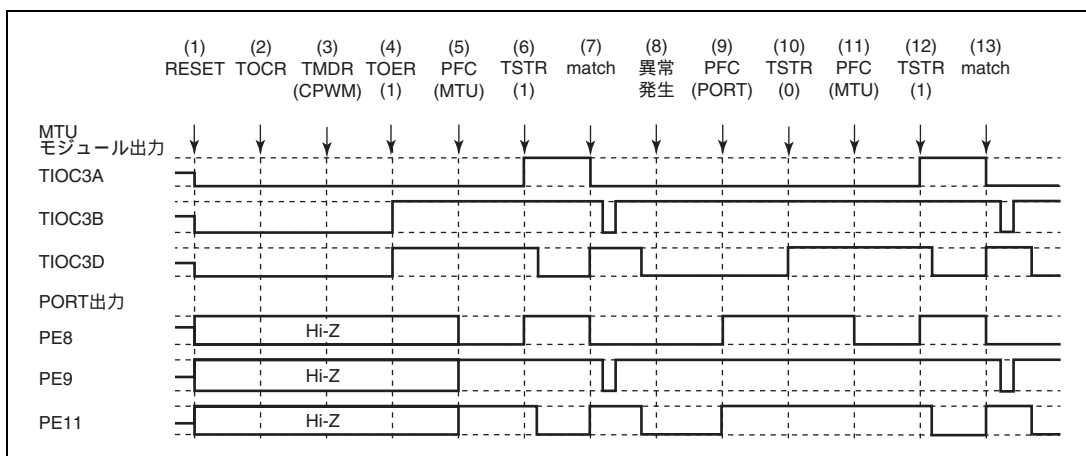 (1) (2) (3) (4) (5) (6) (7) (8) (9) (10) (11) (12) (13)
RESET TOCR TMDR TOER PFC TSTR match 異常 PFC TSTR PFC TSTR match
(CPWM) (1) (MTU) (1) 発生 (PORT) (0) (MTU) (1)
MTU
モジュール出力
TIOC3A
TIOC3B
TIOC3D
PORT出力
PE8 Hi-Z
PE9 Hi-Z
PE11 Hi-Z